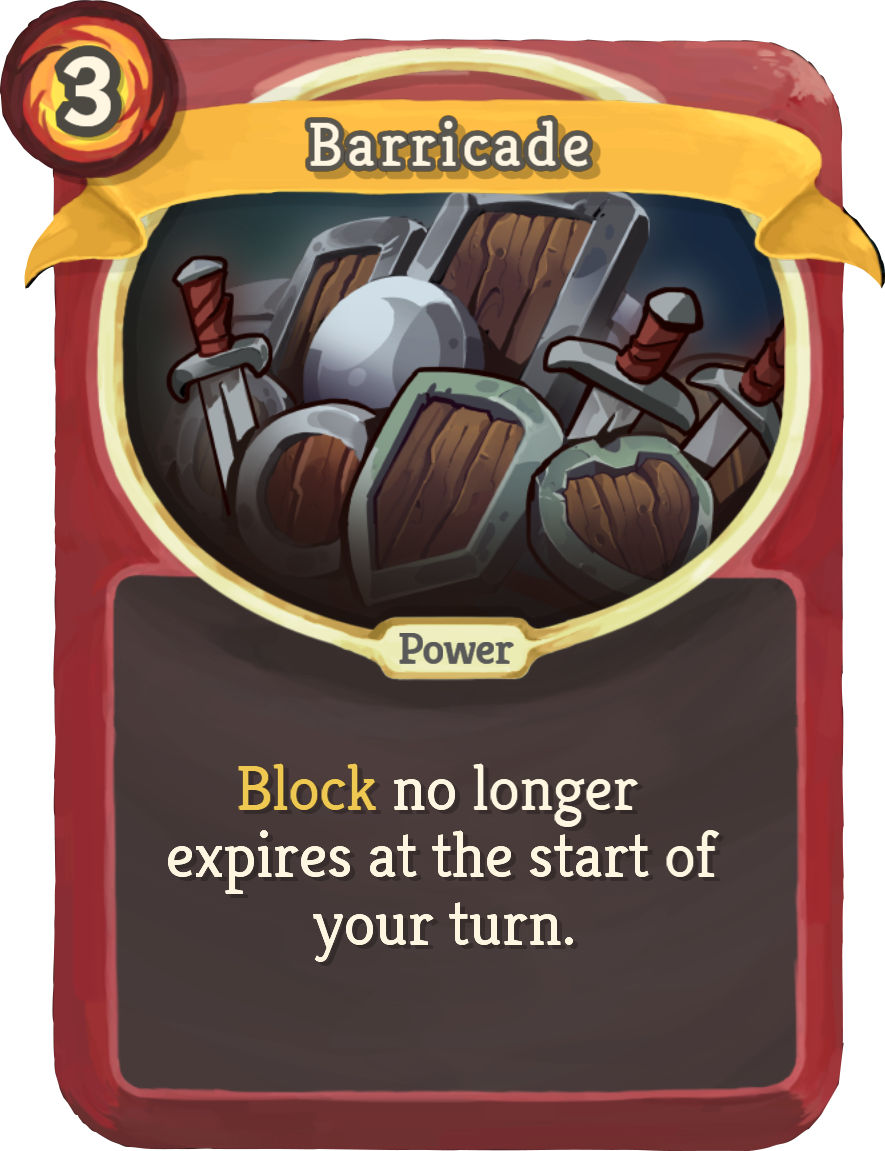 3
Barricade
Power
Block no longer
expires at the start of
your turn.